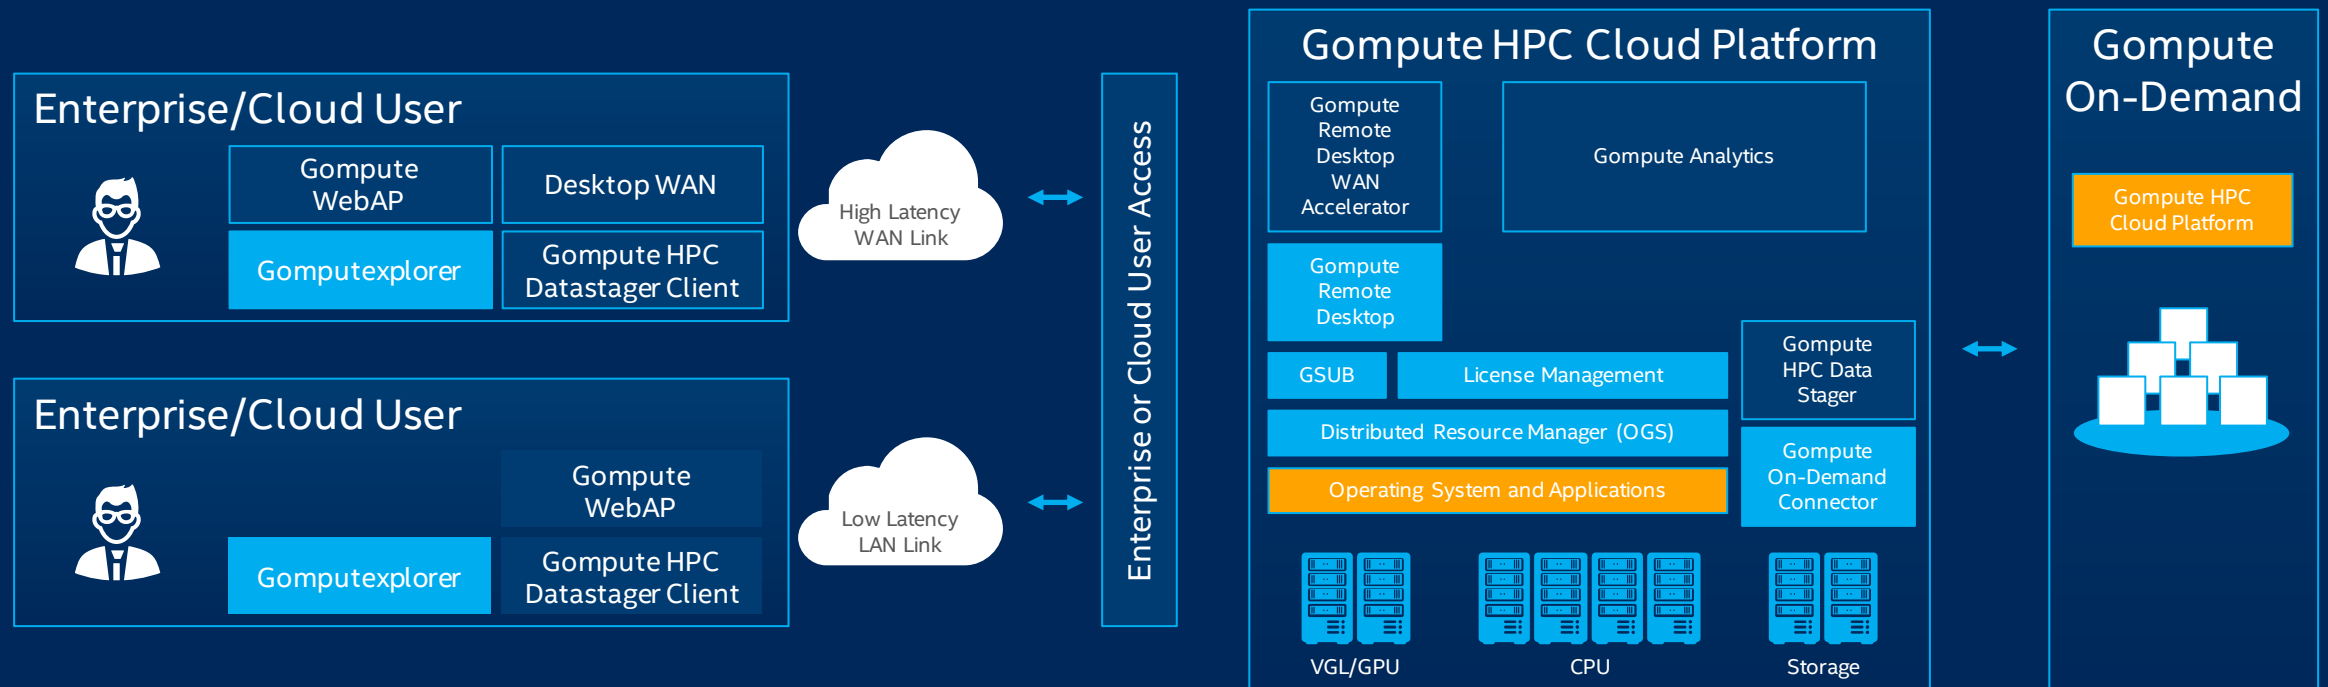 Enterprise/Cloud User
Gompute
WebAP
Desktop WAN
Gomputexplorer
Gompute HPC
Datastager Client
High Latency
WAN Link
Enterprise/Cloud User
Gompute
WebAP
Gomputexplorer
Gompute HPC
Datastager Client
Low Latency
LAN Link
Enterprise or Cloud User Access
Gompute HPC Cloud Platform
Gompute
Remote
Desktop
WAN
Accelerator
Gompute Analytics
Gompute
Remote
Desktop
GSUB
License Management
Gompute
HPC Data
Stager
Distributed Resource Manager (OGS)
Gompute
On-Demand
Connector
Operating System and Applications
VGL/GPU
CPU
Storage
Gompute
On-Demand
Gompute HPC
Cloud Platform